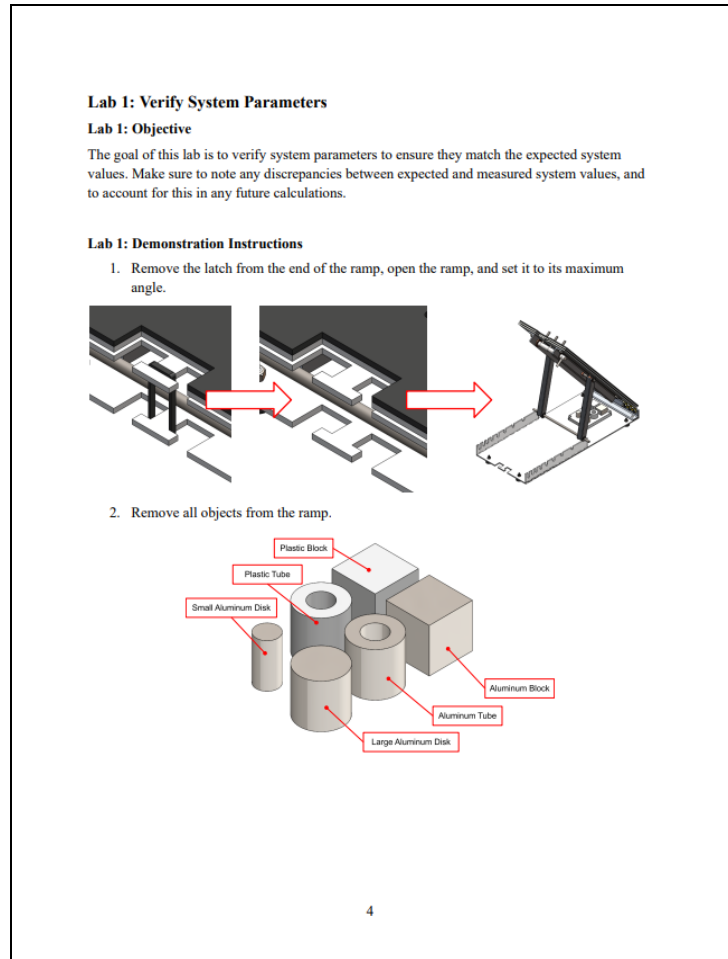 Lab 1: Verify System Parameters
Lab 1: Objective
The goal of this lab is to verify system parameters to ensure they match the expected system
values. Make sure to note any discrepancies between expected and measured system values, and
to account for this in any future calculations.
Lab 1: Demonstration Instructions
1. Remove the latch from the end of the ramp, open the ramp, and set it to its maximum
angle.
2. Remove all objects from the ramp.
Plastic Block
Plastic Tube
Small Aluminum Disk
Aluminum Block
Aluminum Tube
Large Aluminum Disk
4